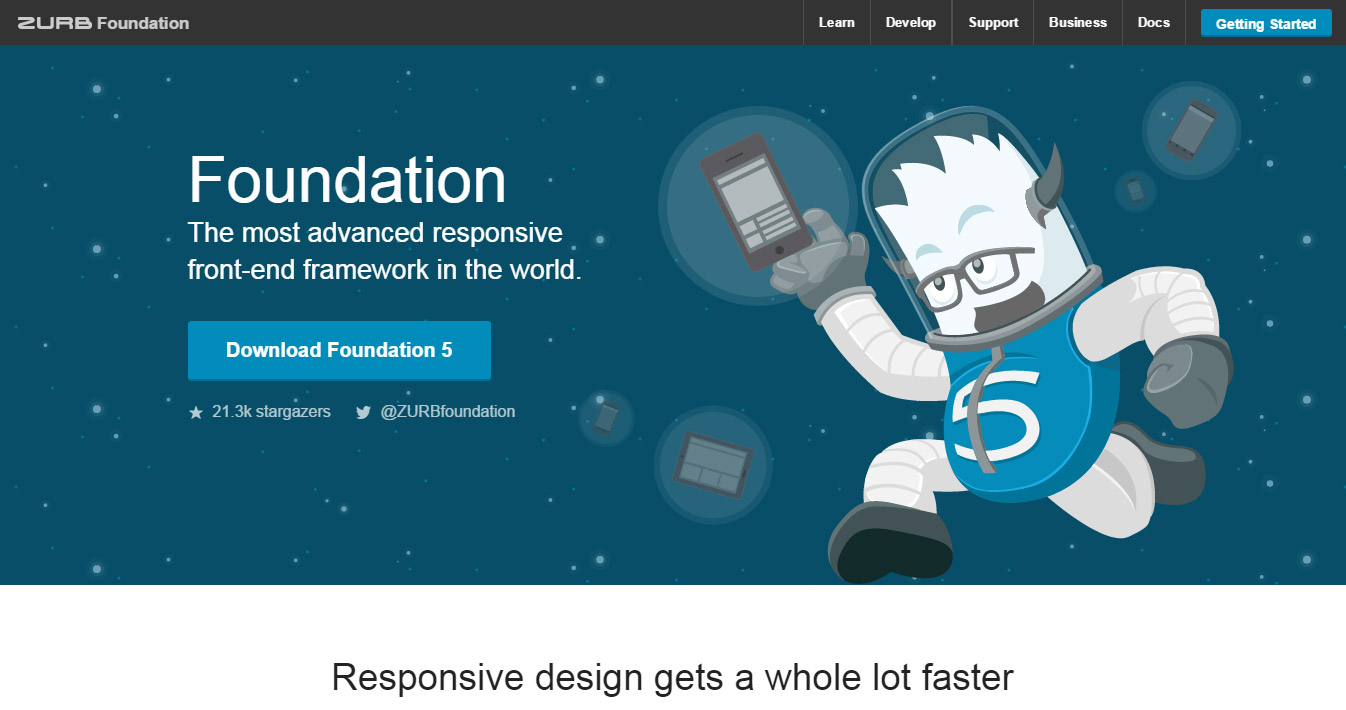 ZURB Foundation
Learn
Develop
Support
Business
Docs
Getting Started
Foundation
The most advanced responsive
front-end framework in the world.
Download Foundation 5
21.3k stargazers
@ZURBfoundation
5
Responsive design gets a whole lot faster